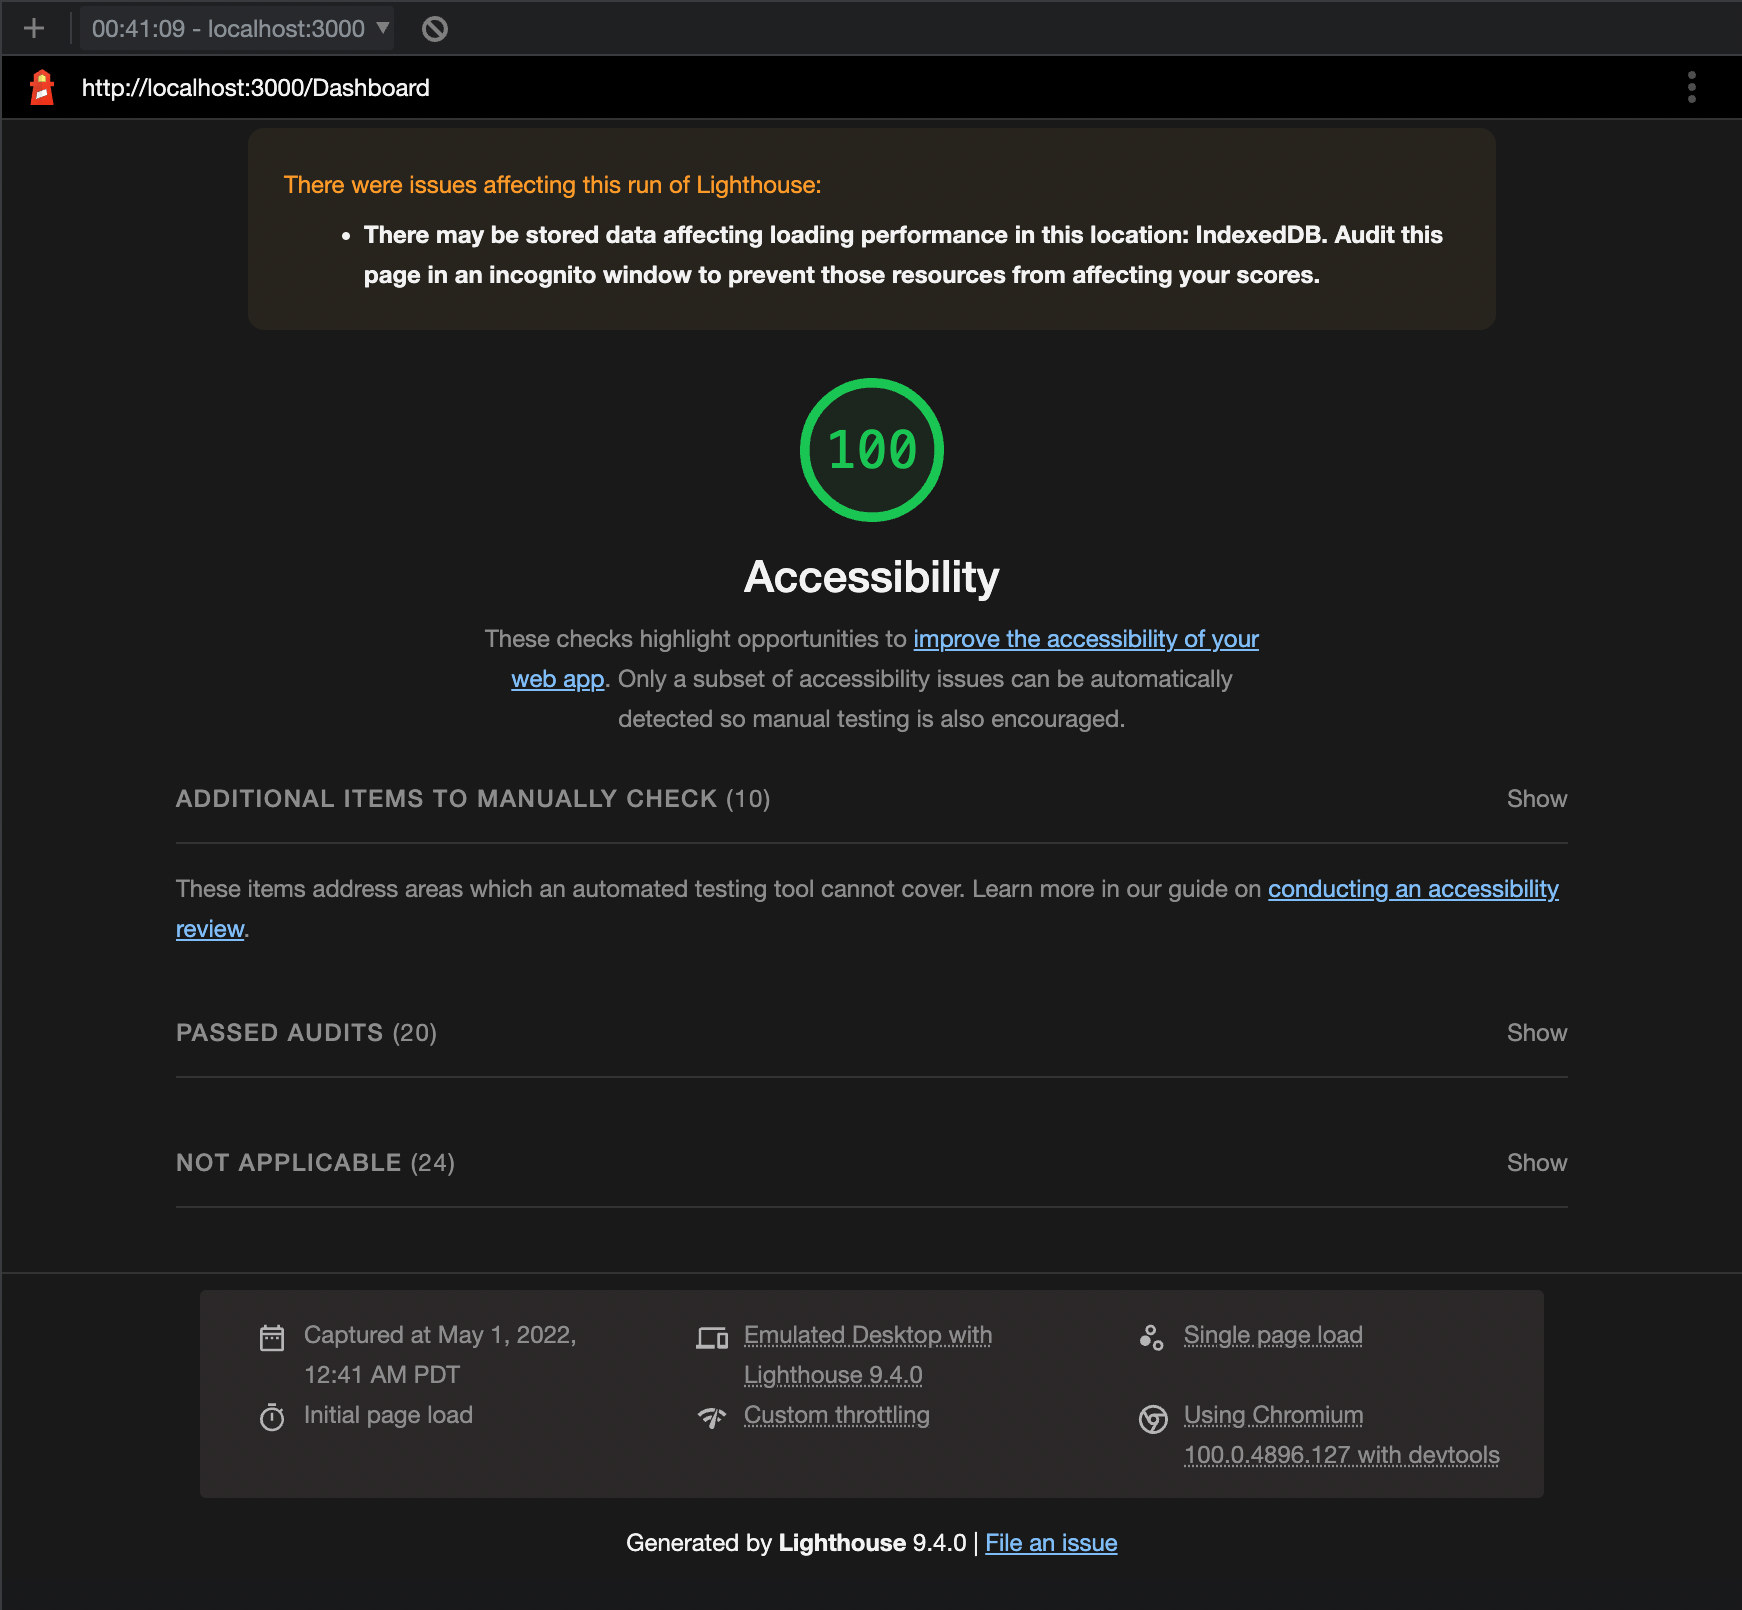 00:41:09 - localhost:3000
http://localhost:3000/Dashboard
There were issues affecting this run of Lighthouse:
• There may be stored data affecting loading performance in this location: IndexedDB. Audit this
page in an incognito window to prevent those resources from affecting your scores.
100
Accessibility
These checks highlight opportunities to improve the accessibility of your
web app. Only a subset of accessibility issues can be automatically
detected so manual testing is also encouraged.
ADDITIONAL ITEMS TO MANUALLY CHECK (10) Show
These items address areas which an automated testing tool cannot cover. Learn more in our guide on conducting an accessibility
review.
PASSED AUDITS (20) Show
NOT APPLICABLE (24) Show
Captured at May 1, 2022,
12:41 AM PDT
Emulated Desktop with
Lighthouse 9.4.0
Single page load
Initial page load
Custom throttling
Using Chromium
100.0.4896.127 with devtools
Generated by Lighthouse 9.4.0 | File an issue